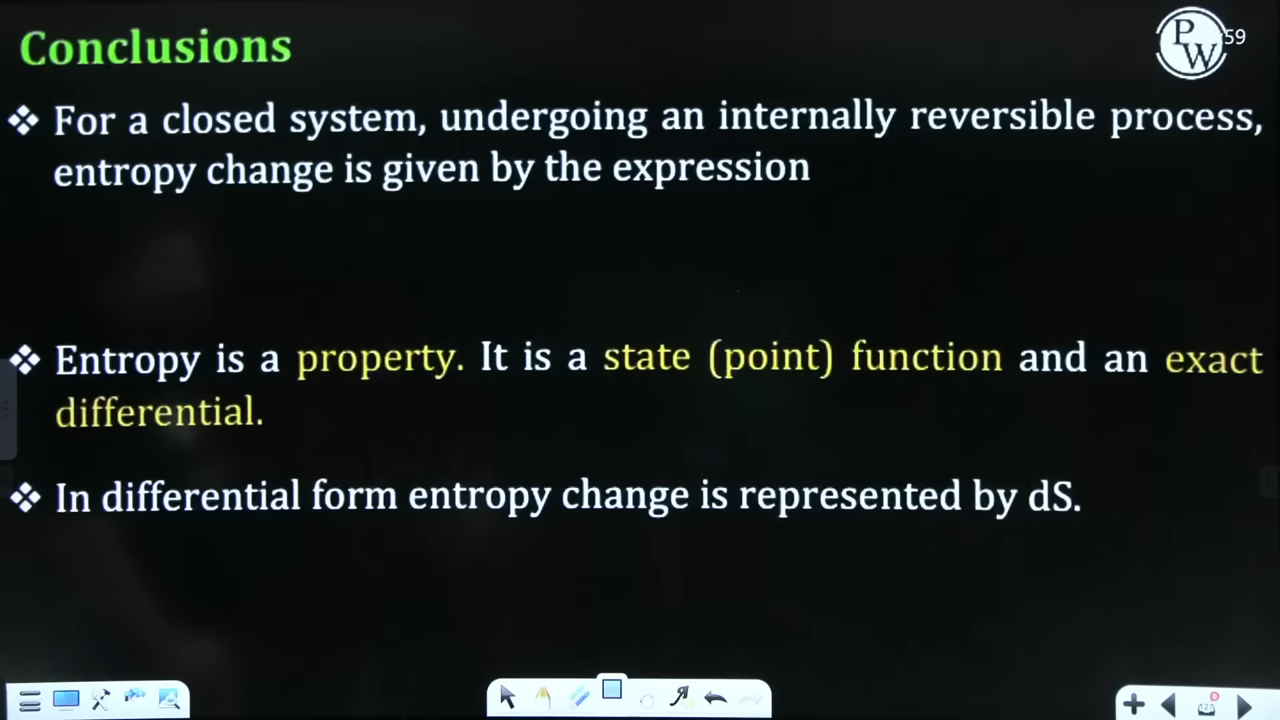 Conclusions
P
W
59
❖ For a closed system, undergoing an internally reversible process,
entropy change is given by the expression
❖ Entropy is a property. It is a state (point) function and an exact
differential.
❖ In differential form entropy change is represented by dS.